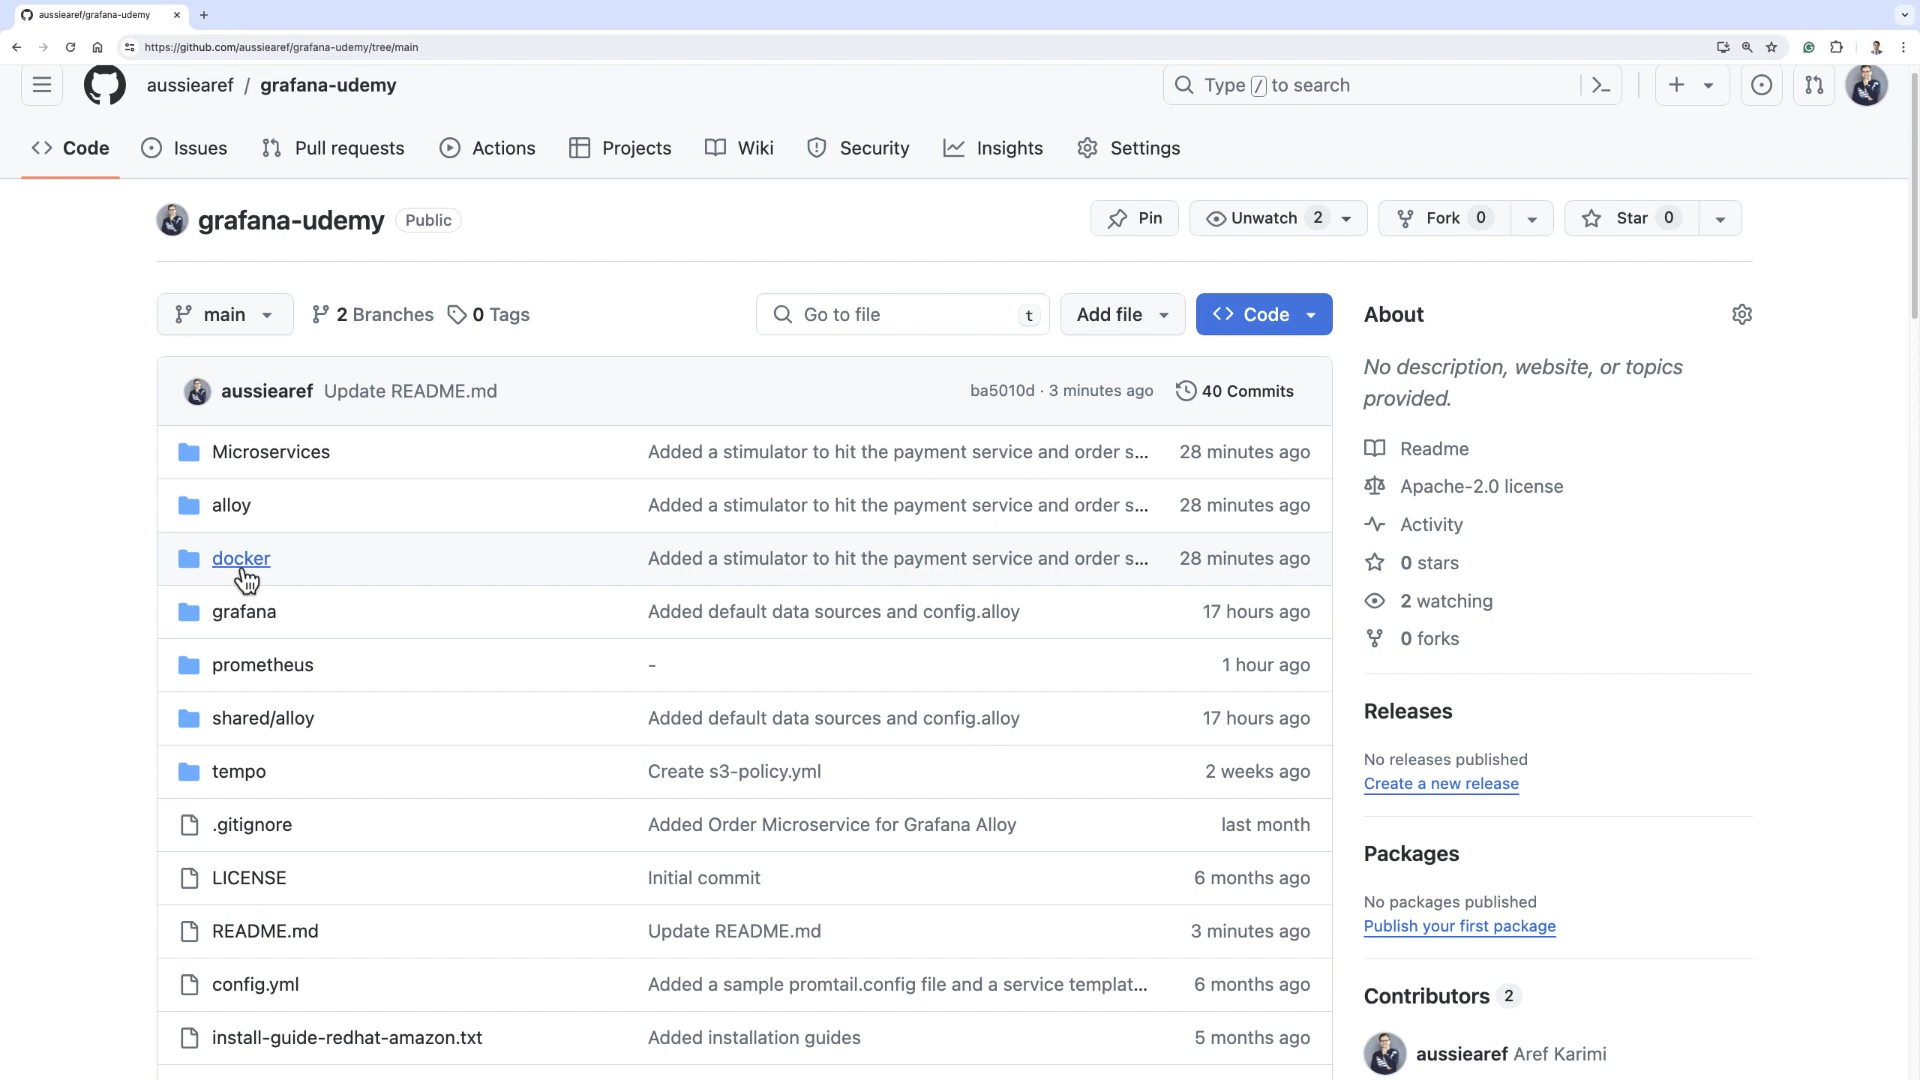 aussiearef/grafana-udemy
https://github.com/aussiearef/grafana-udemy/tree/main
aussiearef / grafana-udemy
Type / to search
Code
Issues
Pull requests
Actions
Projects
Wiki
Security
Insights
Settings
grafana-udemy
Public
Pin
Unwatch 2
Fork 0
Star 0
main
2 Branches
0 Tags
Go to file
t
Add file
Code
aussiearef Update README.md
ba5010d · 3 minutes ago
40 Commits
Microservices
Added a stimulator to hit the payment service and order s...
28 minutes ago
alloy
Added a stimulator to hit the payment service and order s...
28 minutes ago
docker
Added a stimulator to hit the payment service and order s...
28 minutes ago
grafana
Added default data sources and config.alloy
17 hours ago
prometheus
-
1 hour ago
shared/alloy
Added default data sources and config.alloy
17 hours ago
tempo
Create s3-policy.yml
2 weeks ago
.gitignore
Added Order Microservice for Grafana Alloy
last month
LICENSE
Initial commit
6 months ago
README.md
Update README.md
3 minutes ago
config.yml
Added a sample promtail.config file and a service templat...
6 months ago
install-guide-redhat-amazon.txt
Added installation guides
5 months ago
About
No description, website, or topics
provided.
Readme
Apache-2.0 license
Activity
0 stars
2 watching
0 forks
Releases
No releases published
Create a new release
Packages
No packages published
Publish your first package
Contributors 2
aussiearef Aref Karimi